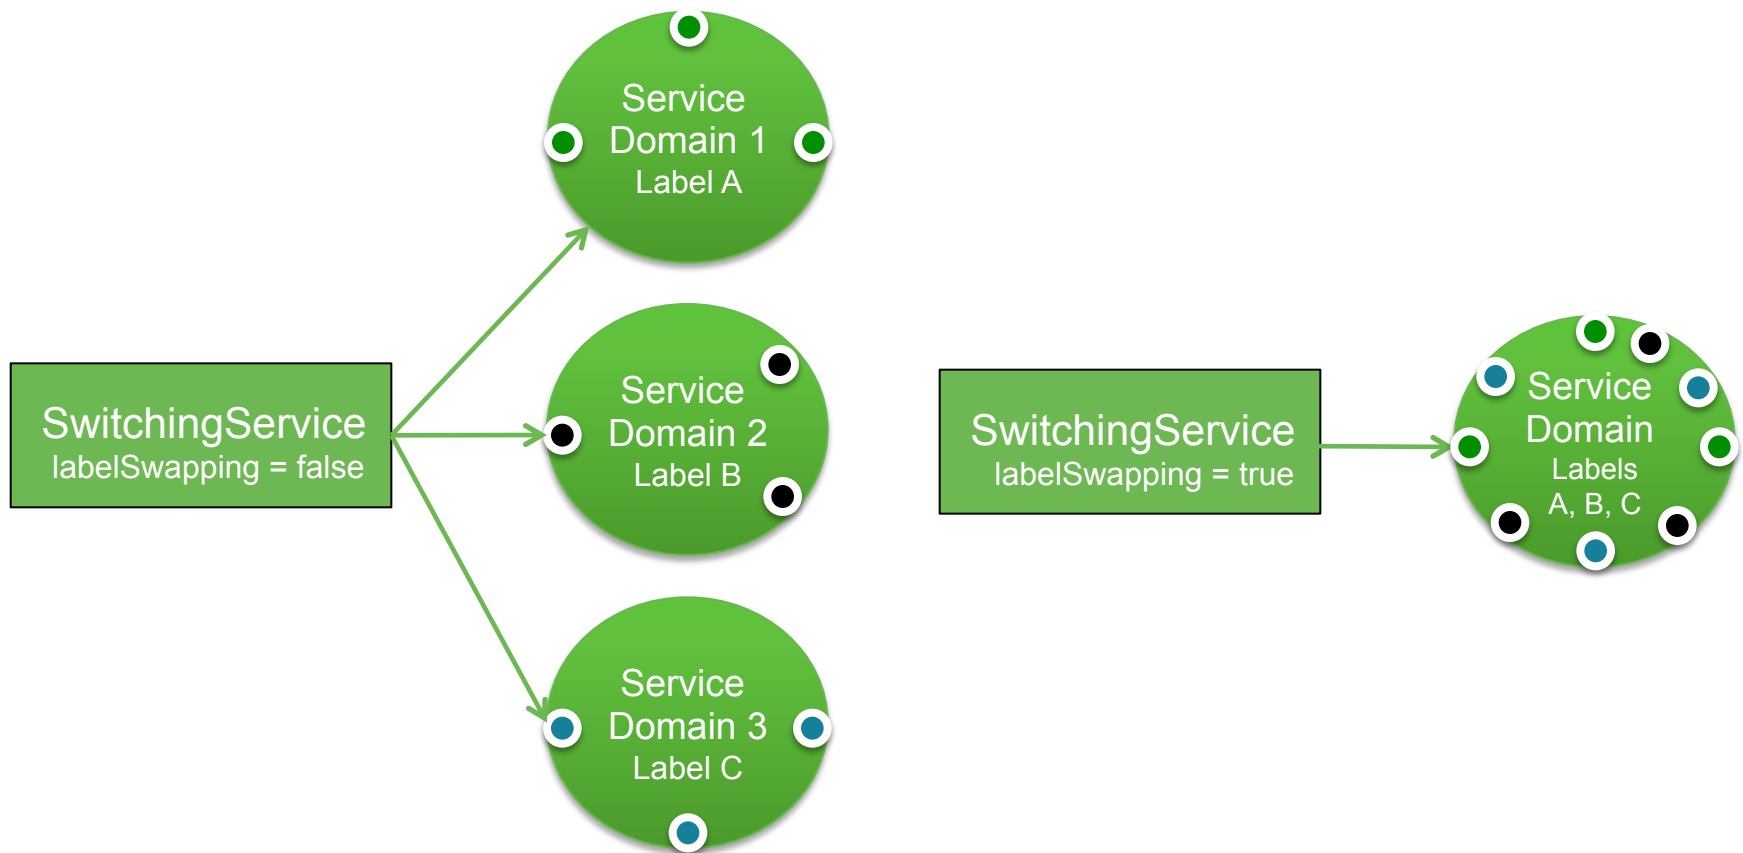 Service
Domain 1
Label A
SwitchingService
labelSwapping = false
Service
Domain 2
Label B
Service
Domain 3
Label C
SwitchingService
labelSwapping = true
Service
Domain
Labels
A, B, C